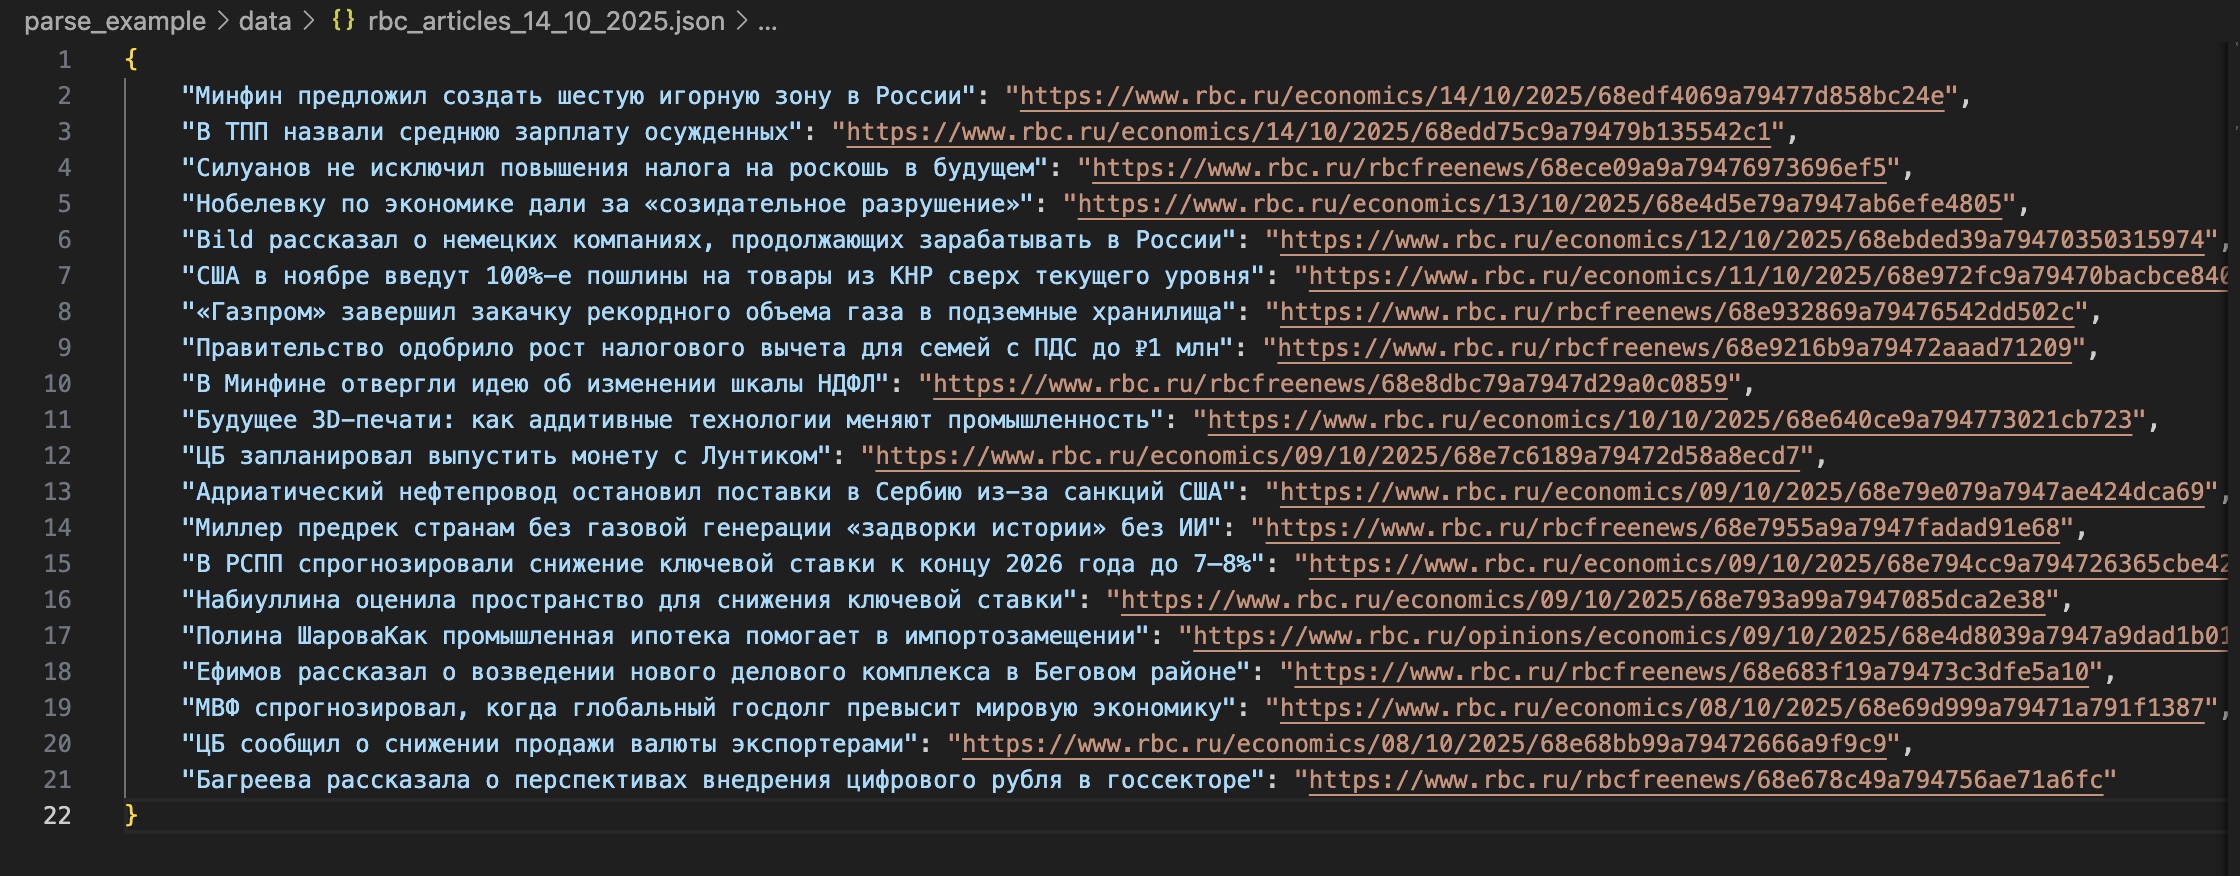 parse_example > data > {} rbc_articles_14_10_2025.json > ...
1 {
2 "Минфин предложил создать шестую игорную зону в России": "https://www.rbc.ru/economics/14/10/2025/68edf4069a79477d858bc24e",
3 "В ТПП назвали среднюю зарплату осужденных": "https://www.rbc.ru/economics/14/10/2025/68edd75c9a79479b135542c1",
4 "Силуанов не исключил повышения налога на роскошь в будущем": "https://www.rbc.ru/rbcfreenews/68ece09a9a79476973696ef5",
5 "Нобелевку по экономике дали за «созидательное разрушение»": "https://www.rbc.ru/economics/13/10/2025/68e4d5e79a7947ab6efe4805",
6 "Bild рассказал о немецких компаниях, продолжающих зарабатывать в России": "https://www.rbc.ru/economics/12/10/2025/68ebded39a79470350315974",
7 "США в ноябре введут 100%-е пошлины на товары из КНР сверх текущего уровня": "https://www.rbc.ru/economics/11/10/2025/68e972fc9a79470bacbce840
8 "«Газпром» завершил закачку рекордного объема газа в подземные хранилища": "https://www.rbc.ru/rbcfreenews/68e932869a79476542dd502c",
9 "Правительство одобрило рост налогового вычета для семей с ПДС до ₽1 млн": "https://www.rbc.ru/rbcfreenews/68e9216b9a79472aaad71209",
10 "В Минфине отвергли идею об изменении шкалы НДФЛ": "https://www.rbc.ru/rbcfreenews/68e8dbc79a7947d29a0c0859",
11 "Будущее 3D-печати: как аддитивные технологии меняют промышленность": "https://www.rbc.ru/economics/10/10/2025/68e640ce9a794773021cb723",
12 "ЦБ запланировал выпустить монету с Лунтиком": "https://www.rbc.ru/economics/09/10/2025/68e7c6189a79472d58a8ecd7",
13 "Адриатический нефтепровод остановил поставки в Сербию из-за санкций США": "https://www.rbc.ru/economics/09/10/2025/68e79e079a7947ae424dca69",
14 "Миллер предрек странам без газовой генерации «задворки истории» без ИИ": "https://www.rbc.ru/rbcfreenews/68e7955a9a7947fadad91e68",
15 "В РСПП спрогнозировали снижение ключевой ставки к концу 2026 года до 7–8%": "https://www.rbc.ru/economics/09/10/2025/68e794cc9a794726365cbe42
16 "Набиуллина оценила пространство для снижения ключевой ставки": "https://www.rbc.ru/economics/09/10/2025/68e793a99a7947085dca2e38",
17 "Полина ШароваКак промышленная ипотека помогает в импортозамещении": "https://www.rbc.ru/opinions/economics/09/10/2025/68e4d8039a7947a9dad1b01
18 "Ефимов рассказал о возведении нового делового комплекса в Беговом районе": "https://www.rbc.ru/rbcfreenews/68e683f19a79473c3dfe5a10",
19 "МВФ спрогнозировал, когда глобальный госдолг превысит мировую экономику": "https://www.rbc.ru/economics/08/10/2025/68e69d999a79471a791f1387",
20 "ЦБ сообщил о снижении продажи валюты экспортерами": "https://www.rbc.ru/economics/08/10/2025/68e68bb99a79472666a9f9c9",
21 "Багреева рассказала о перспективах внедрения цифрового рубля в госсекторе": "https://www.rbc.ru/rbcfreenews/68e678c49a794756ae71a6fc"
22 }